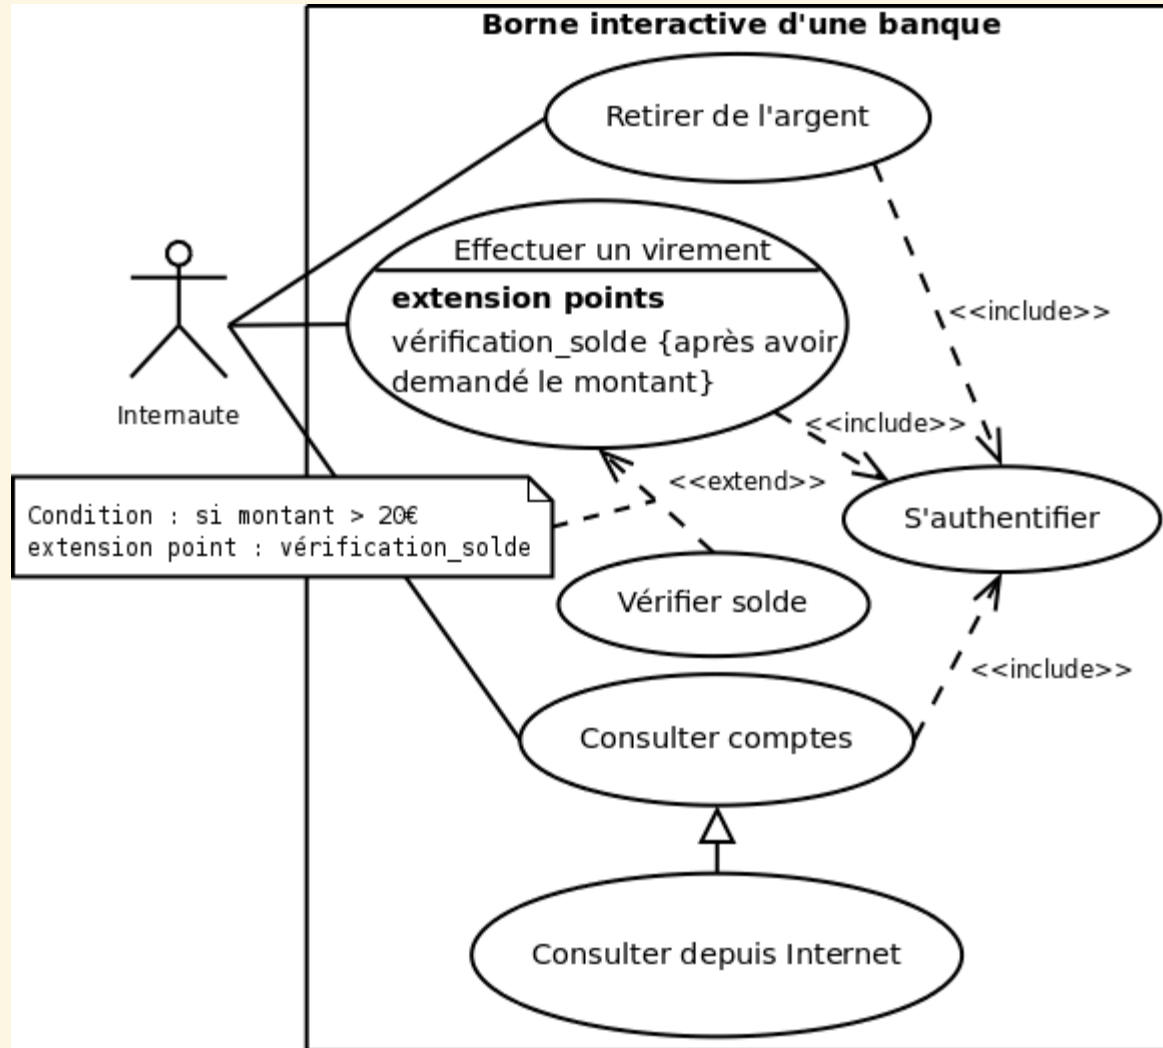 Borne interactive d'une banque
Retirer de l'argent
Effectuer un virement
extension points
vérification_solde {après avoir
demandé le montant}
<<include>>
Internaute
<<include>>
<<extend>>
Condition : si montant > 20€
extension point : vérification_solde
S'authentifier
Vérifier solde
<<include>>
Consulter comptes
Consulter depuis Internet